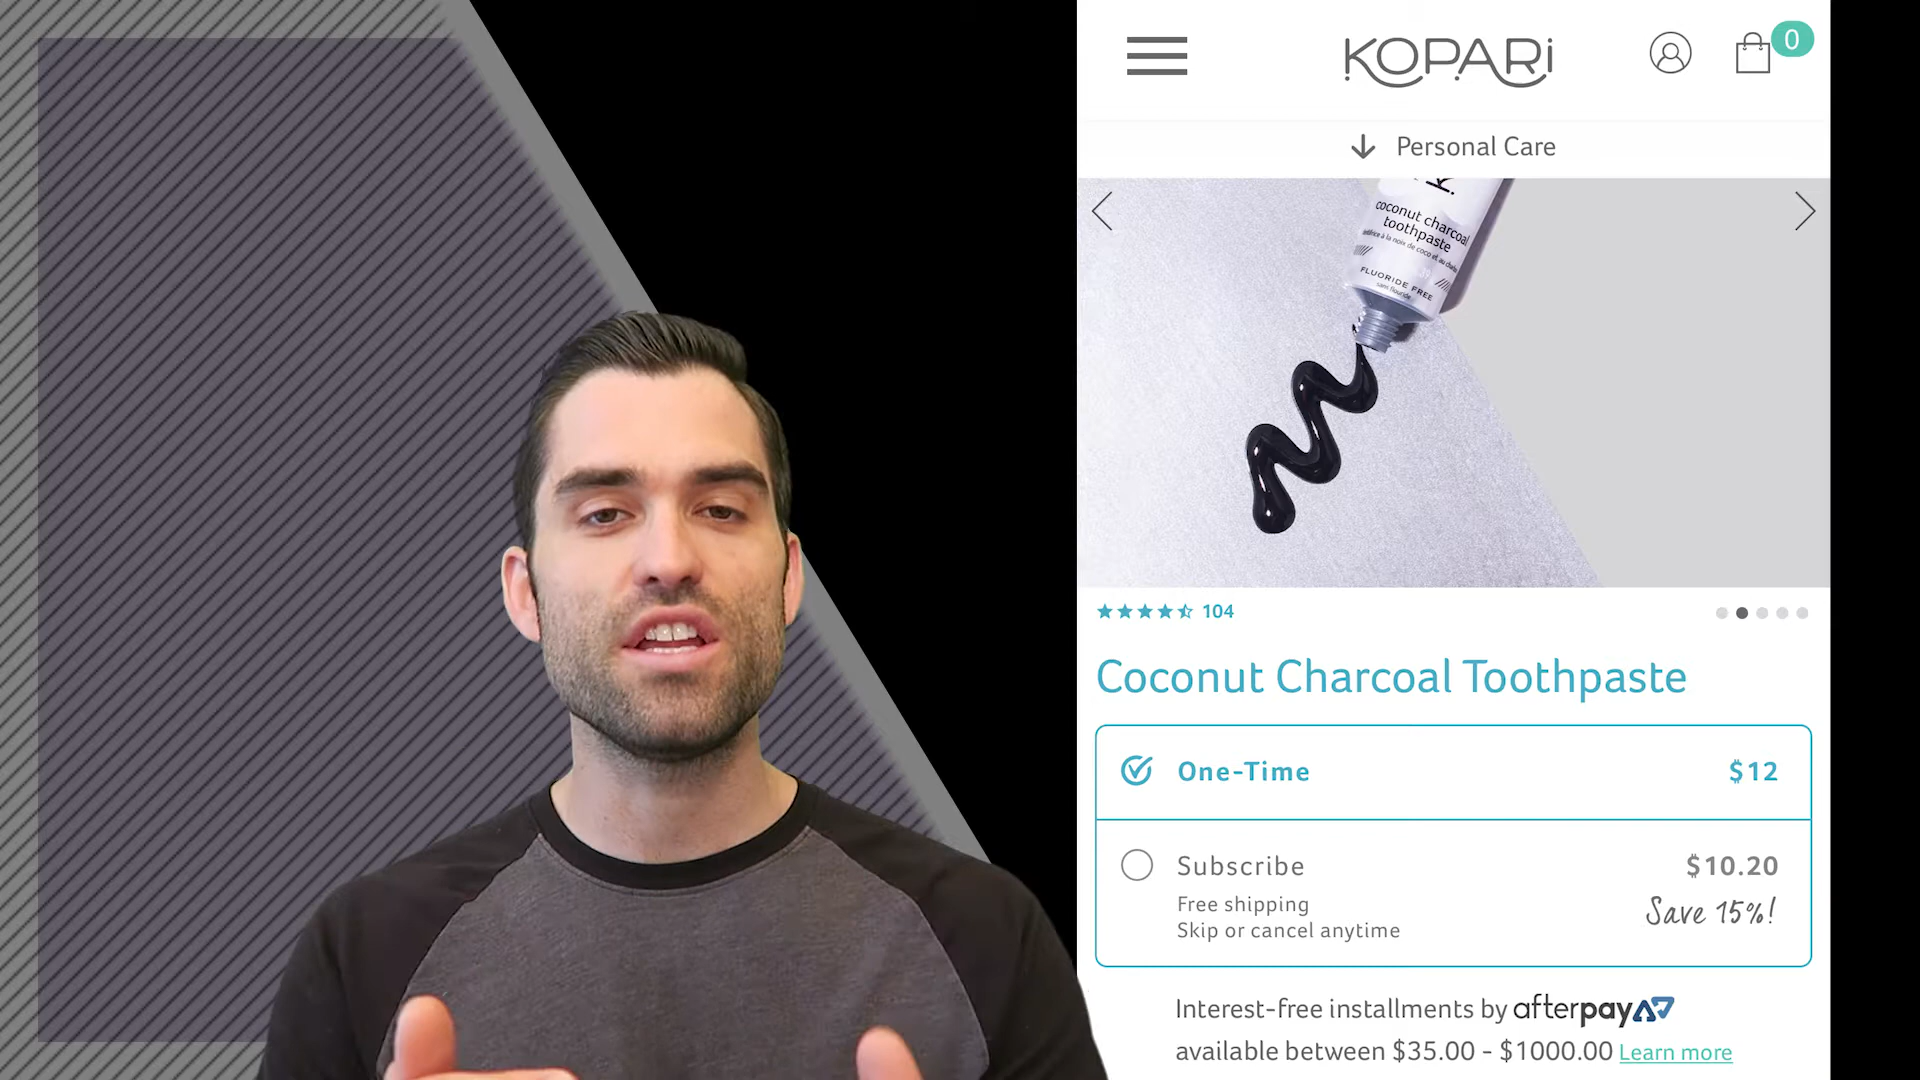 KOPARI
0
Personal Care
K.
coconut charcoal
toothpaste
FLUORIDE FREE
sans fluorure
104
Coconut Charcoal Toothpaste
One-Time
$12
Subscribe
$10.20
Free shipping
Save 15%!
Skip or cancel anytime
Interest-free installments by afterpay
available between $35.00 - $1000.00 Learn more